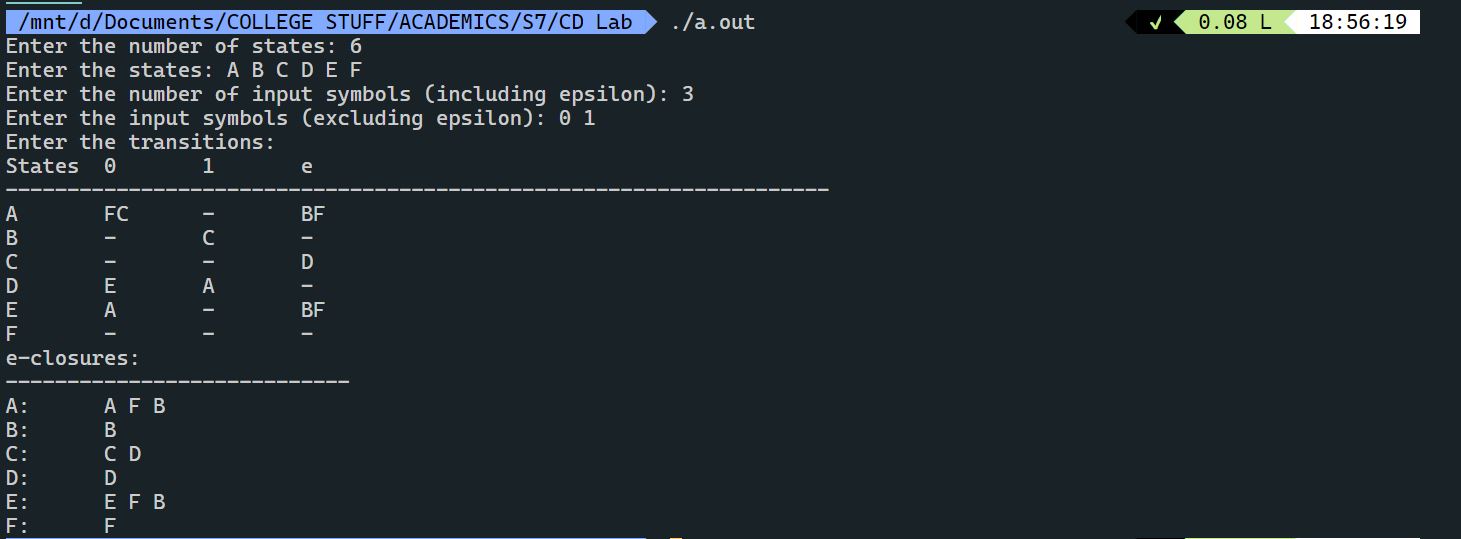 /mnt/d/Documents/COLLEGE STUFF/ACADEMICS/S7/CD Lab ./a.out ✓ 0.08 L 18:56:19
Enter the number of states: 6
Enter the states: A B C D E F
Enter the number of input symbols (including epsilon): 3
Enter the input symbols (excluding epsilon): 0 1
Enter the transitions:
States 0 1 e
-------------------------------------------------------------------
A FC - BF
B - C -
C - - D
D E A -
E A - BF
F - - -
e-closures:
----------------------------
A: A F B
B: B
C: C D
D: D
E: E F B
F: F